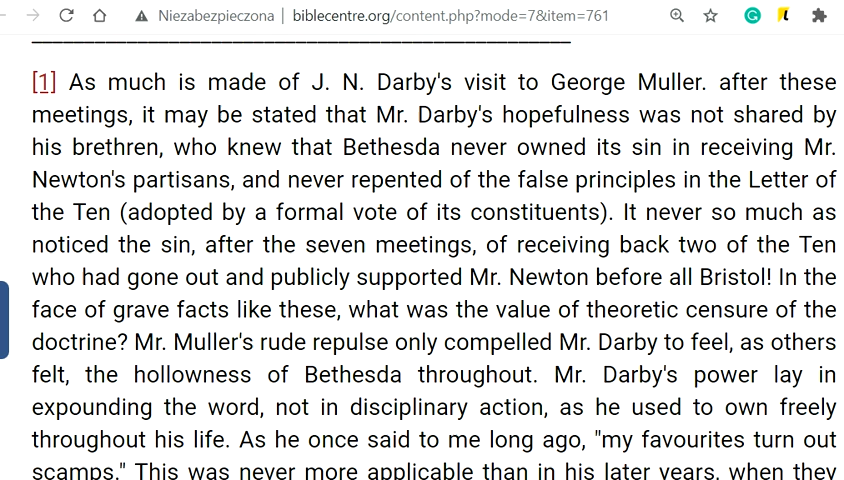 Niezabezpieczona | biblecentre.org/content.php?mode=7&item=761
[1] As much is made of J. N. Darby's visit to George Muller. after these
meetings, it may be stated that Mr. Darby's hopefulness was not shared by
his brethren, who knew that Bethesda never owned its sin in receiving Mr.
Newton's partisans, and never repented of the false principles in the Letter of
the Ten (adopted by a formal vote of its constituents). It never so much as
noticed the sin, after the seven meetings, of receiving back two of the Ten
who had gone out and publicly supported Mr. Newton before all Bristol! In the
face of grave facts like these, what was the value of theoretic censure of the
doctrine? Mr. Muller's rude repulse only compelled Mr. Darby to feel, as others
felt, the hollowness of Bethesda throughout. Mr. Darby's power lay in
expounding the word, not in disciplinary action, as he used to own freely
throughout his life. As he once said to me long ago, "my favourites turn out
scamps." This was never more applicable than in his later years, when they